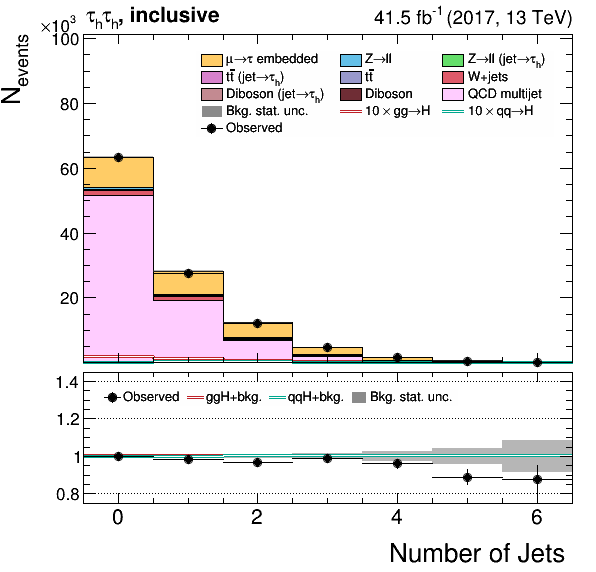 ×10³ τₕτₕ, inclusive 41.5 fb⁻¹ (2017, 13 TeV)
N_events
100
80
60
40
20
μ→τ embedded Z→ll Z→ll (jet→τₕ)
tt̄ (jet→τₕ) tt̄ W+jets
Diboson (jet→τₕ) Diboson QCD multijet
Bkg. stat. unc. 10 × gg→H 10 × qq→H
Observed
1.4
1.2
1
0.8
Observed ggH+bkg. qqH+bkg. Bkg. stat. unc.
0 2 4 6
Number of Jets